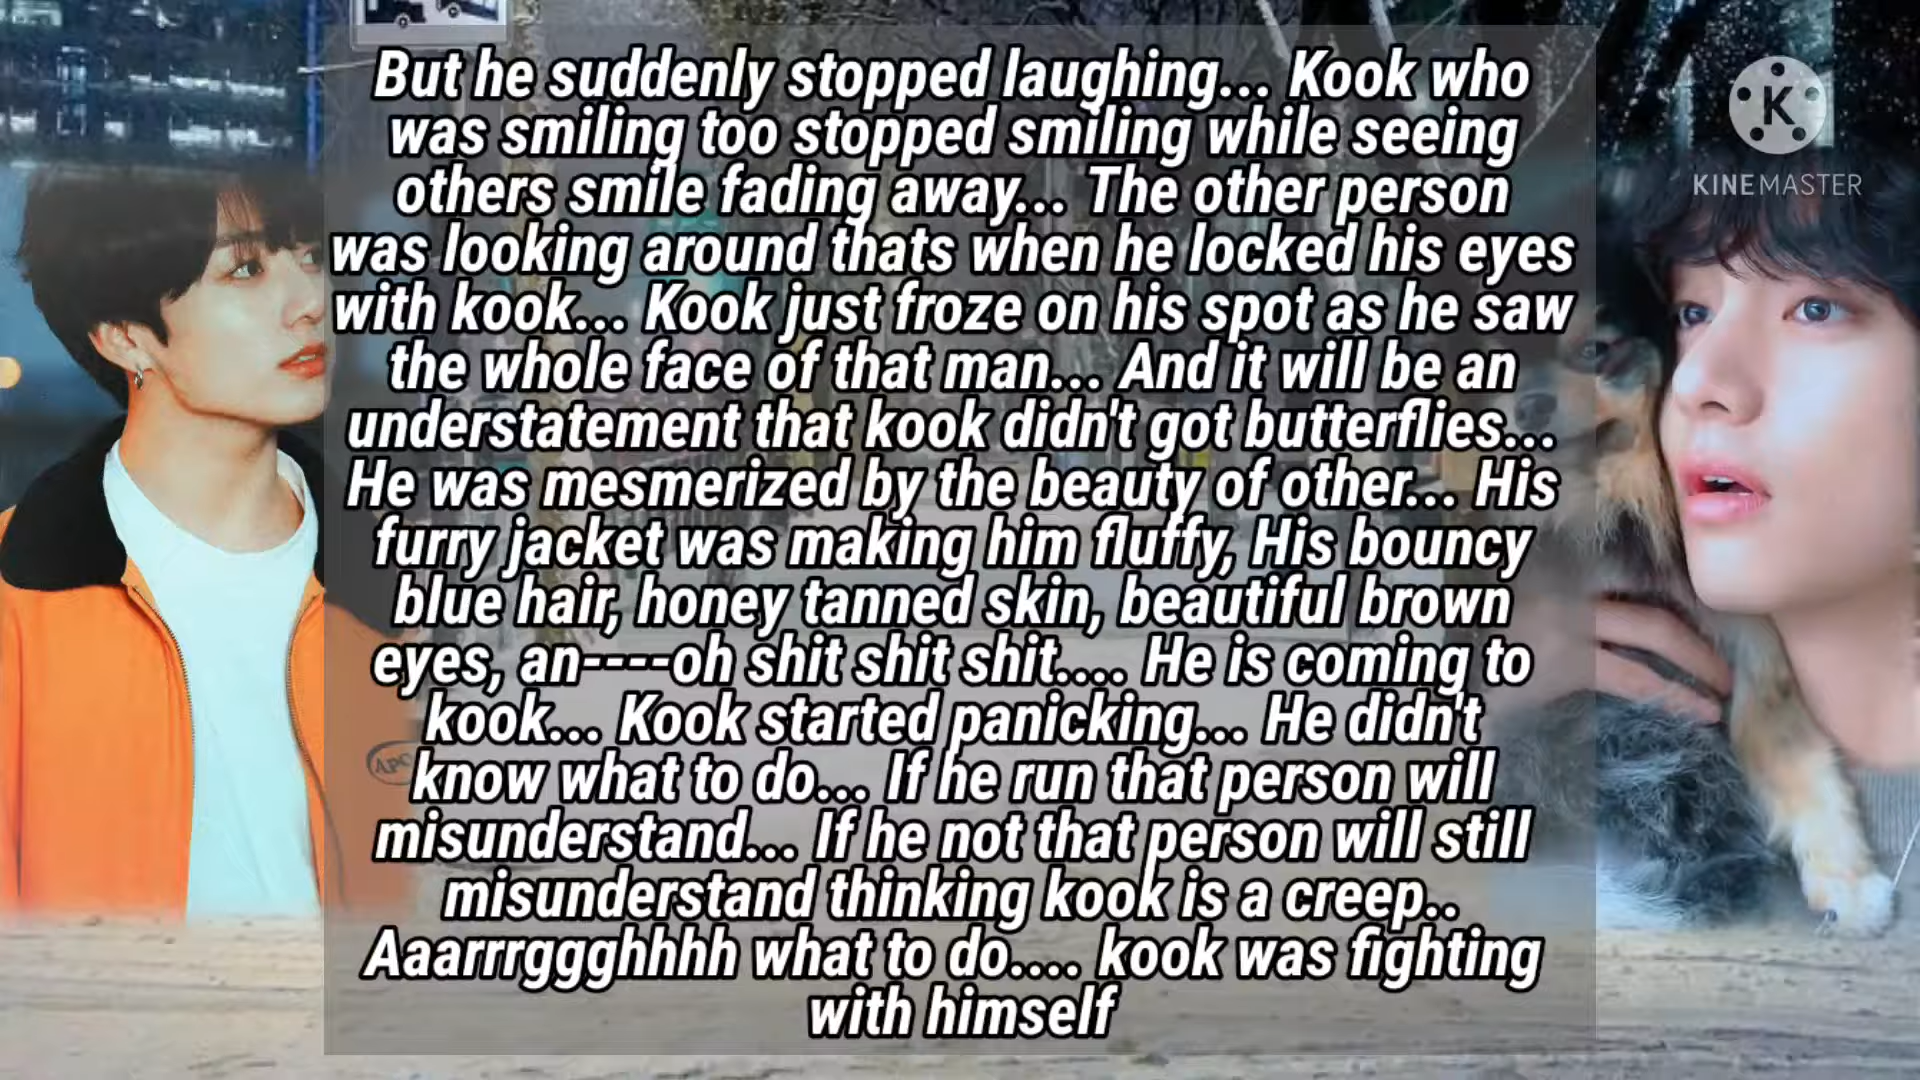 But he suddenly stopped laughing... Kook who
was smiling too stopped smiling while seeing
others smile fading away... The other person
was looking around thats when he locked his eyes
with kook... Kook just froze on his spot as he saw
the whole face of that man... And it will be an
understatement that kook didn't got butterflies...
He was mesmerized by the beauty of other... His
furry jacket was making him fluffy, His bouncy
blue hair, honey tanned skin, beautiful brown
eyes, an----oh shit shit shit.... He is coming to
kook... Kook started panicking... He didn't
know what to do... If he run that person will
misunderstand... If he not that person will still
misunderstand thinking kook is a creep..
Aaarrrggghhhh what to do.... kook was fighting
with himself
K
KINEMASTER